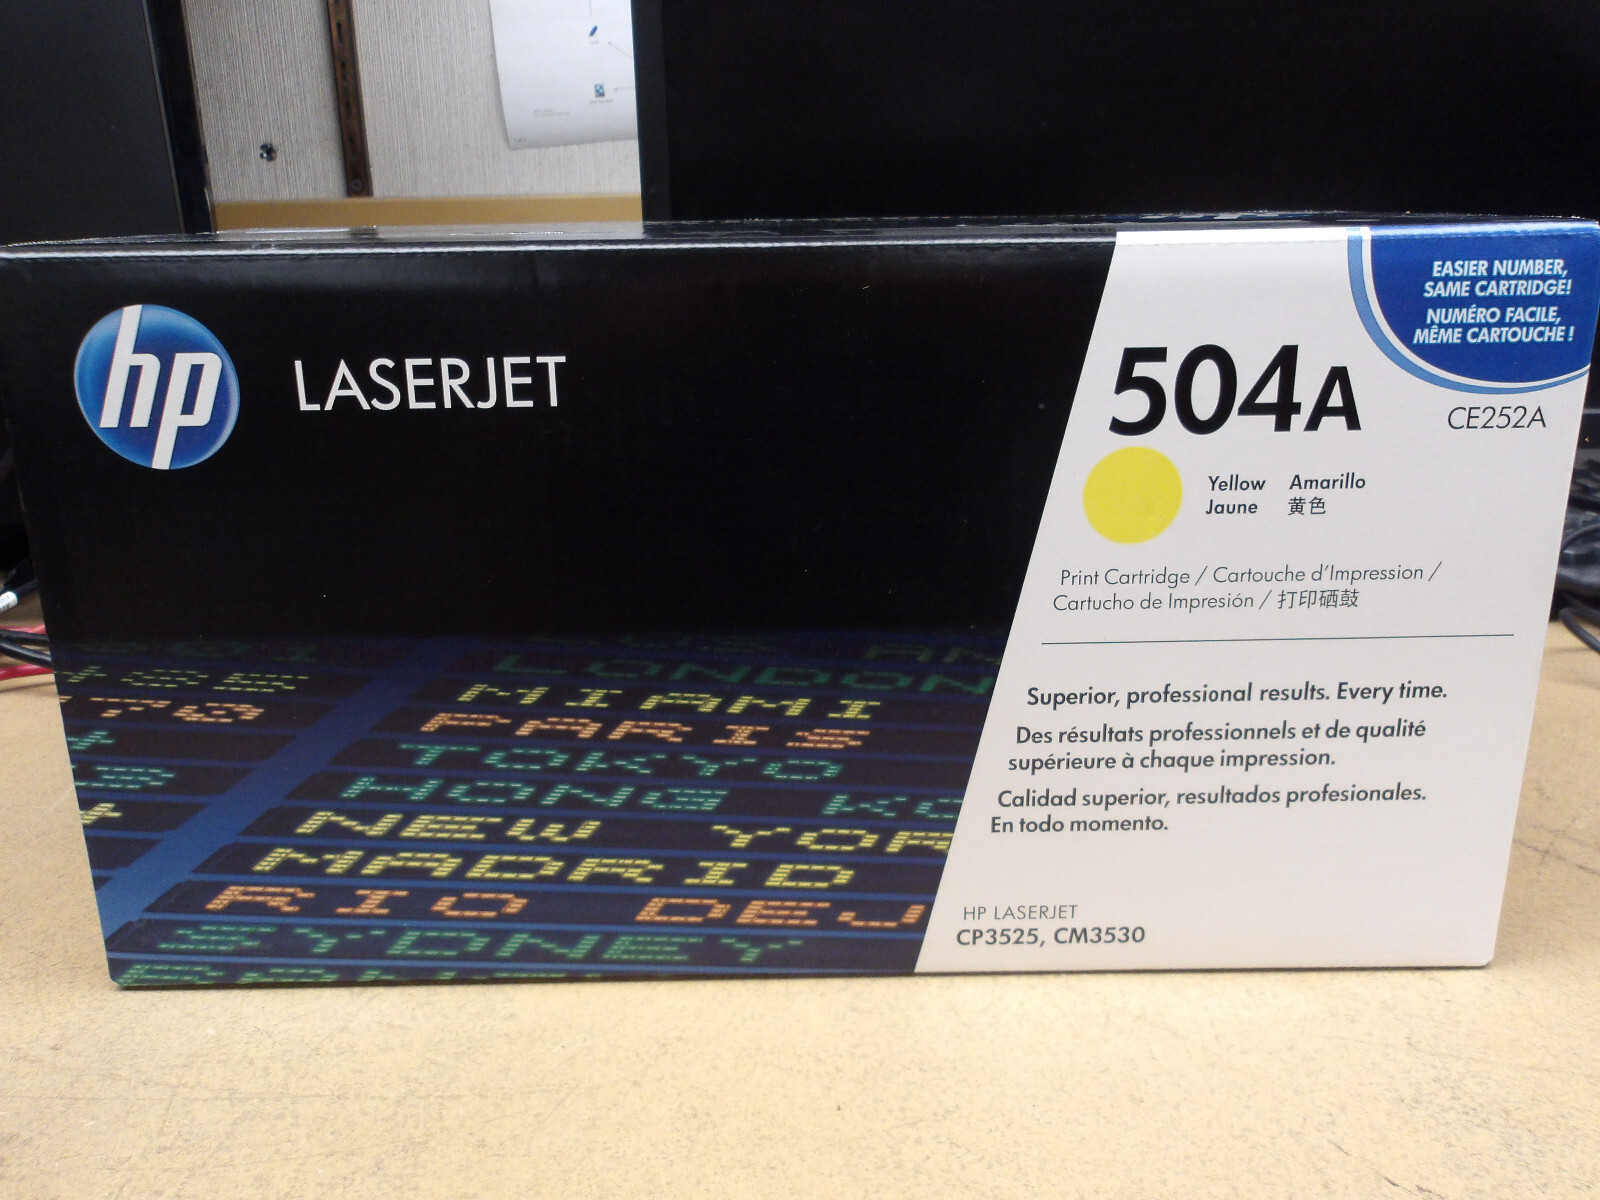 hp
LASERJET
EASIER NUMBER,
SAME CARTRIDGE!
NUMÉRO FACILE,
MÊME CARTOUCHE !
504A
CE252A
Yellow Amarillo
Jaune 黄色
Print Cartridge / Cartouche d'Impression /
Cartucho de Impresión / 打印硒鼓
Superior, professional results. Every time.
Des résultats professionnels et de qualité
supérieure à chaque impression.
Calidad superior, resultados profesionales.
En todo momento.
HP LASERJET
CP3525, CM3530
LONDON
MIAMI
PARIS
TOKYO
HONG KO
NEW YOR
MADRID
RIO DEJ
SYDNEY